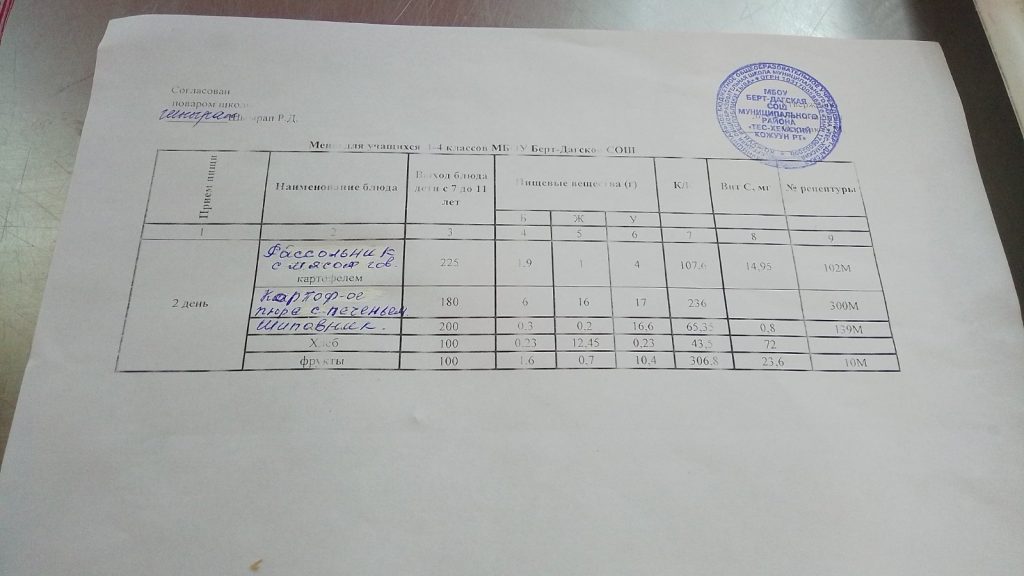 Согласован
поваром школы
Шыырап Р.Д.
МБОУ
БЕРТ-ДАГСКАЯ
СОШ
МУНИЦИПАЛЬНОГО
РАЙОНА
«ТЕС-ХЕМСКИЙ
КОЖУУН РТ»
Меню для учащихся 1-4 классов МБОУ Берт-Дагской СОШ
Прием пищи Наименование блюда Выход блюда дети с 7 до 11 лет Пищевые вещества (г) К/К Вит С, мг № рецептуры
Б Ж У
1 2 3 4 5 6 7 8 9
2 день
Рассольник
с мясом гов.
картофелем 225 1.9 1 4 107,6 14,95 102М
Картоф-ое
пюре с печеньем. 180 6 16 17 236 300М
Шиповник. 200 0,3 0.2 16,6 65,35 0,8 139М
Хлеб 100 0,23 12,45 0,23 43,5 72
фрукты 100 1.6 0,7 10,4 306,8 23.6 10М